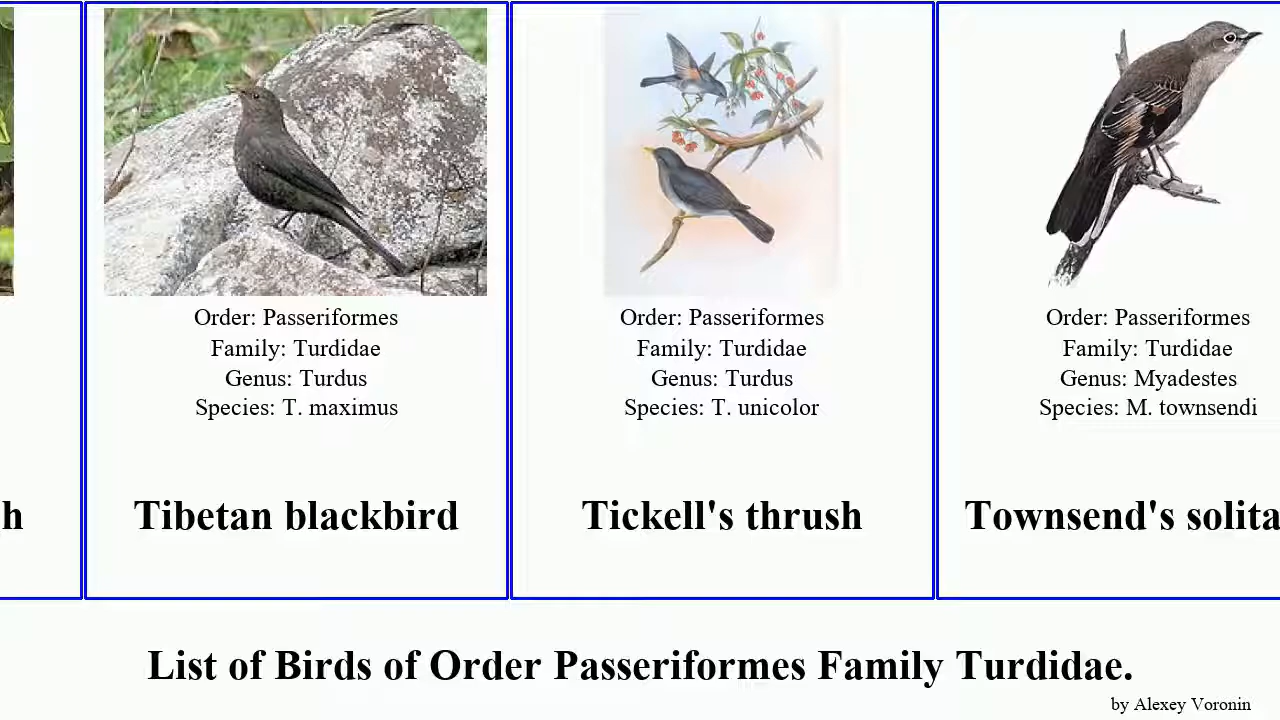 Order: Passeriformes
Family: Turdidae
Genus: Turdus
Species: T. maximus
Tibetan blackbird
Order: Passeriformes
Family: Turdidae
Genus: Turdus
Species: T. unicolor
Tickell's thrush
Order: Passeriformes
Family: Turdidae
Genus: Myadestes
Species: M. townsendi
Townsend's solita
h
List of Birds of Order Passeriformes Family Turdidae.
by Alexey Voronin